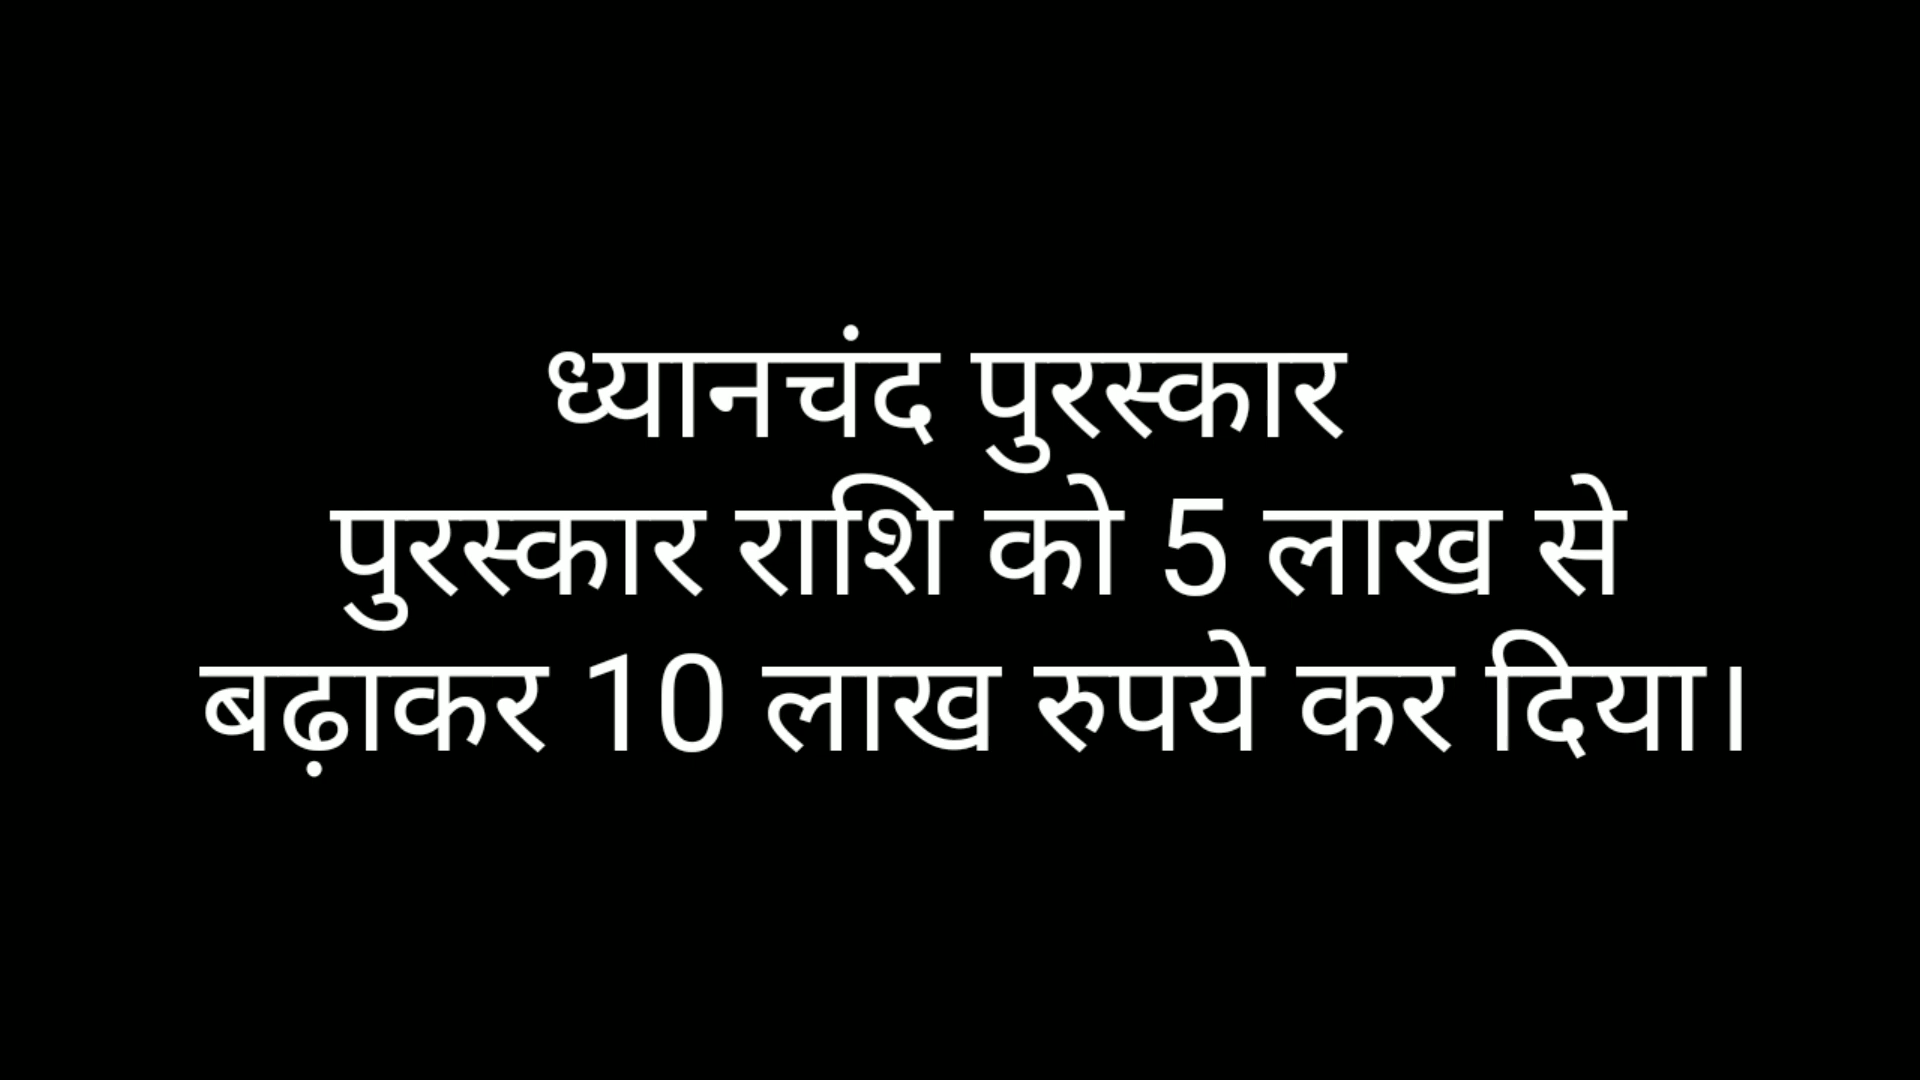 ध्यानचंद पुरस्कार
पुरस्कार राशि को 5 लाख से
बढ़ाकर 10 लाख रुपये कर दिया।